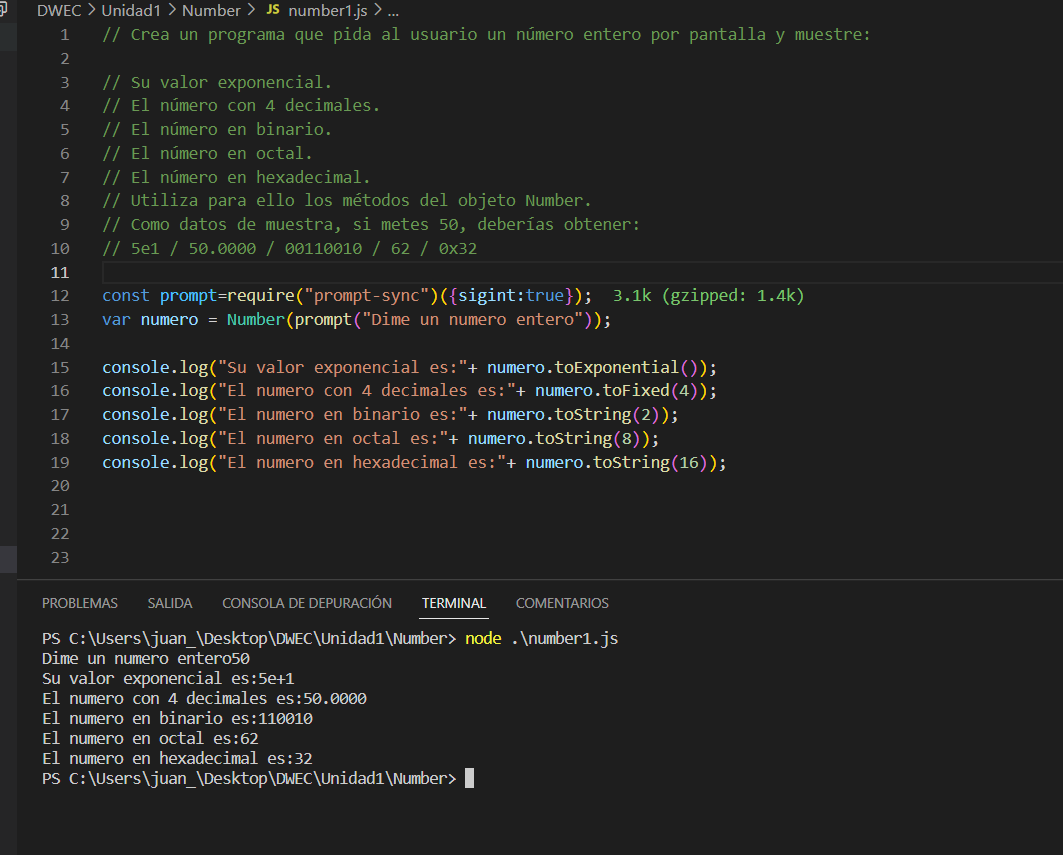 DWEC > Unidad1 > Number > JS number1.js > ...
1 // Crea un programa que pida al usuario un número entero por pantalla y muestre:
2
3 // Su valor exponencial.
4 // El número con 4 decimales.
5 // El número en binario.
6 // El número en octal.
7 // El número en hexadecimal.
8 // Utiliza para ello los métodos del objeto Number.
9 // Como datos de muestra, si metes 50, deberías obtener:
10 // 5e1 / 50.0000 / 00110010 / 62 / 0x32
11
12 const prompt=require("prompt-sync")({sigint:true}); 3.1k (gzipped: 1.4k)
13 var numero = Number(prompt("Dime un numero entero"));
14
15 console.log("Su valor exponencial es:"+ numero.toExponential());
16 console.log("El numero con 4 decimales es:"+ numero.toFixed(4));
17 console.log("El numero en binario es:"+ numero.toString(2));
18 console.log("El numero en octal es:"+ numero.toString(8));
19 console.log("El numero en hexadecimal es:"+ numero.toString(16));
20
21
22
23
PROBLEMAS SALIDA CONSOLA DE DEPURACIÓN TERMINAL COMENTARIOS
PS C:\Users\juan_\Desktop\DWEC\Unidad1\Number> node .\number1.js
Dime un numero entero50
Su valor exponencial es:5e+1
El numero con 4 decimales es:50.0000
El numero en binario es:110010
El numero en octal es:62
El numero en hexadecimal es:32
PS C:\Users\juan_\Desktop\DWEC\Unidad1\Number>